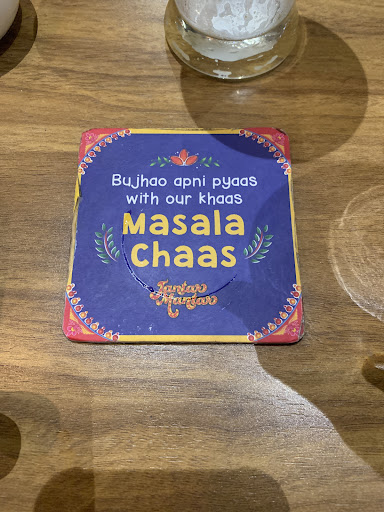 Bujhao apni pyaas
with our khaas
Masala
Chaas
Jantar
Mantar